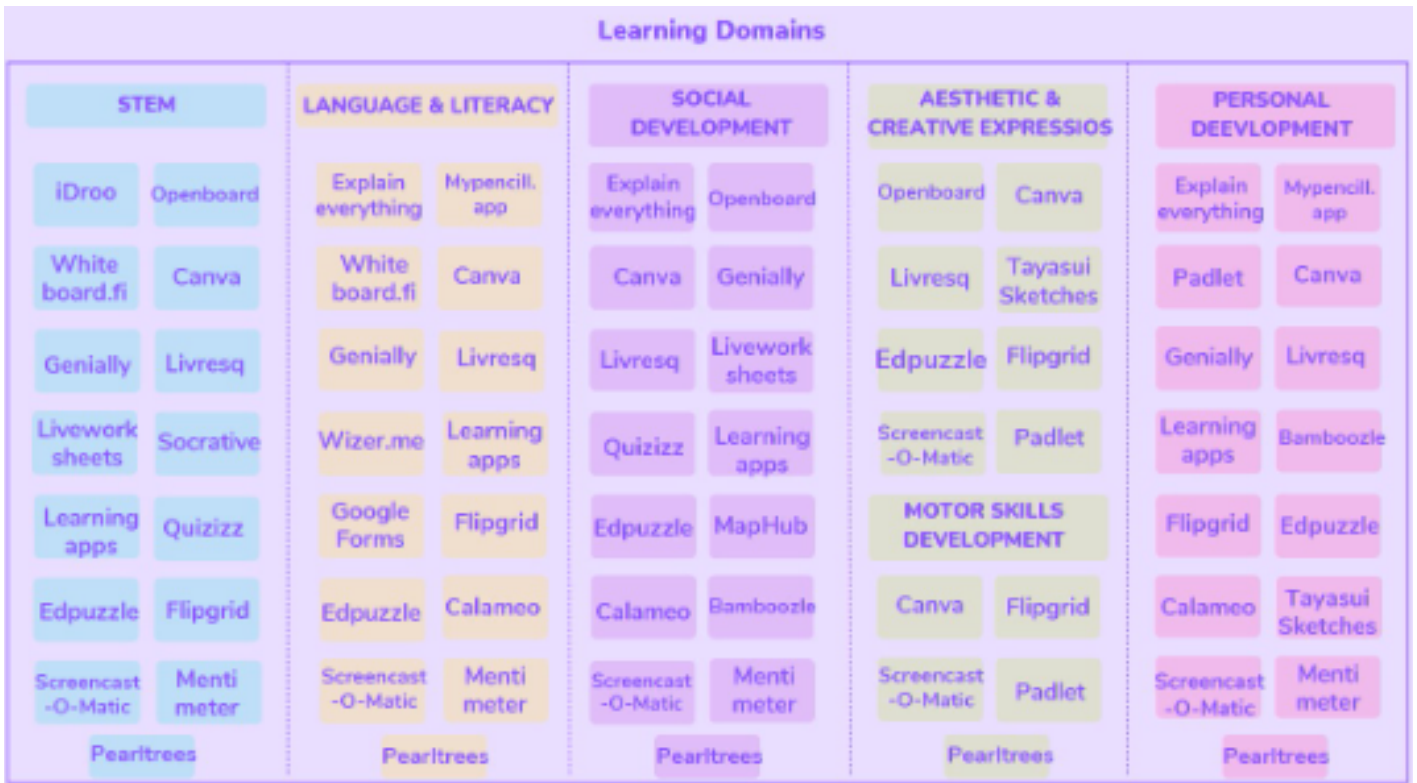 Learning Domains
STEM
iDroo
Openboard
White
board.fi
Canva
Genially
Livresq
Livework
sheets
Socrative
Learning
apps
Quizizz
Edpuzzle
Flipgrid
Screencast
-O-Matic
Menti
meter
Pearltrees
LANGUAGE & LITERACY
Explain
everything
Mypencill.
app
White
board.fi
Canva
Genially
Livresq
Wizer.me
Learning
apps
Google
Forms
Flipgrid
Edpuzzle
Calameo
Screencast
-O-Matic
Menti
meter
Pearltrees
SOCIAL
DEVELOPMENT
Explain
everything
Openboard
Canva
Genially
Livresq
Livework
sheets
Quizizz
Learning
apps
Edpuzzle
MapHub
Calameo
Bamboozle
Screencast
-O-Matic
Menti
meter
Pearltrees
AESTHETIC &
CREATIVE EXPRESSIOS
Openboard
Canva
Livresq
Tayasui
Sketches
Edpuzzle
Flipgrid
Screencast
-O-Matic
Padlet
MOTOR SKILLS
DEVELOPMENT
Canva
Flipgrid
Screencast
-O-Matic
Padlet
Pearltrees
PERSONAL
DEEVLOPMENT
Explain
everything
Mypencill.
app
Padlet
Canva
Genially
Livresq
Learning
apps
Bamboozle
Flipgrid
Edpuzzle
Calameo
Tayasui
Sketches
Screencast
-O-Matic
Menti
meter
Pearltrees